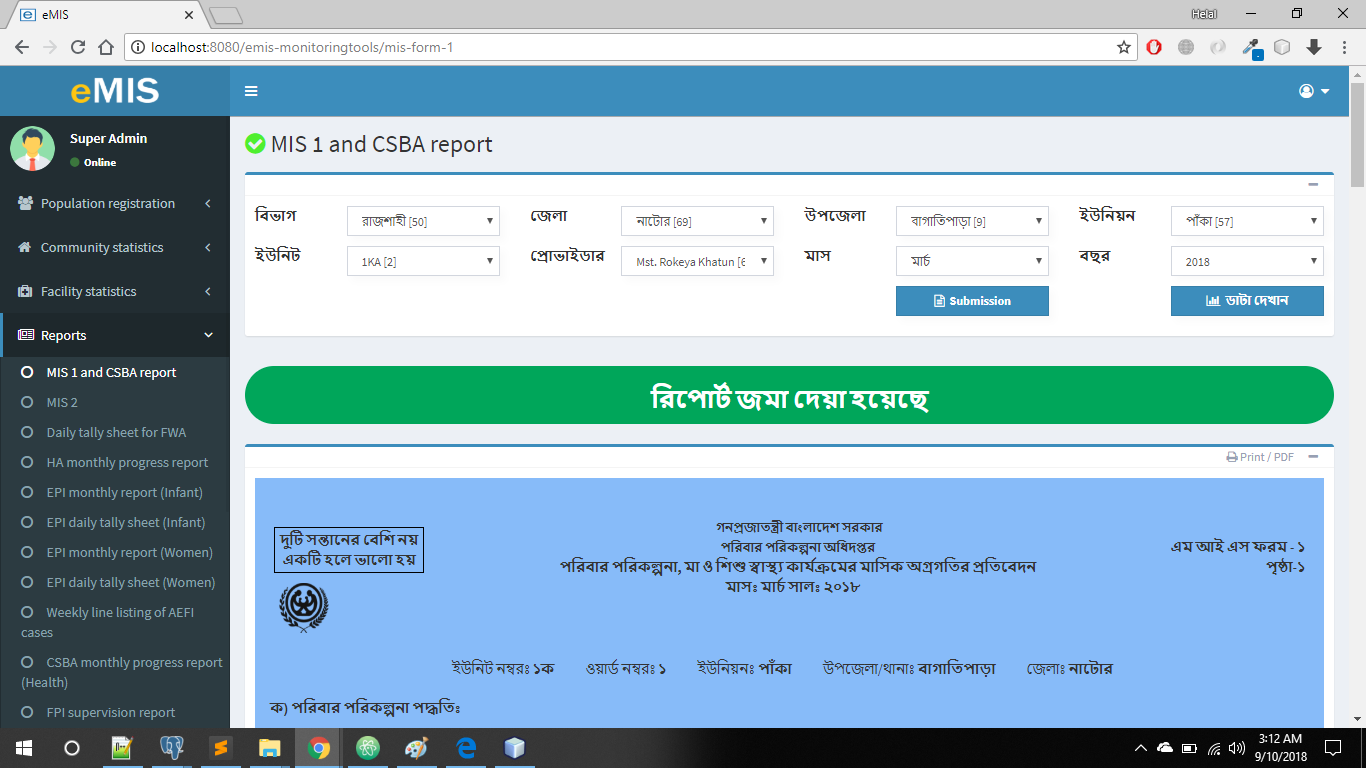 eMIS
Helal
localhost:8080/emis-monitoringtools/mis-form-1
eMIS
Super Admin
Online
Population registration
Community statistics
Facility statistics
Reports
MIS 1 and CSBA report
MIS 2
Daily tally sheet for FWA
HA monthly progress report
EPI monthly report (Infant)
EPI daily tally sheet (Infant)
EPI monthly report (Women)
EPI daily tally sheet (Women)
Weekly line listing of AEFI
cases
CSBA monthly progress report
(Health)
FPI supervision report
MIS 1 and CSBA report
বিভাগ রাজশাহী [50] জেলা নাটোর [69] উপজেলা বাগাতিপাড়া [9] ইউনিয়ন পাঁকা [57]
ইউনিট 1KA [2] প্রোভাইডার Mst. Rokeya Khatun [6 মাস মার্চ বছর 2018
Submission ডাটা দেখান
রিপোর্ট জমা দেয়া হয়েছে
Print / PDF
দুটি সন্তানের বেশি নয়
একটি হলে ভালো হয়
গনপ্রজাতন্ত্রী বাংলাদেশ সরকার
পরিবার পরিকল্পনা অধিদপ্তর
পরিবার পরিকল্পনা, মা ও শিশু স্বাস্থ্য কার্যক্রমের মাসিক অগ্রগতির প্রতিবেদন
মাসঃ মার্চ সালঃ ২০১৮
এম আই এস ফরম - ১
পৃষ্ঠা-১
ইউনিট নম্বরঃ ১ক ওয়ার্ড নম্বরঃ ১ ইউনিয়নঃ পাঁকা উপজেলা/থানাঃ বাগাতিপাড়া জেলাঃ নাটোর
ক) পরিবার পরিকল্পনা পদ্ধতিঃ
3:12 AM
9/10/2018